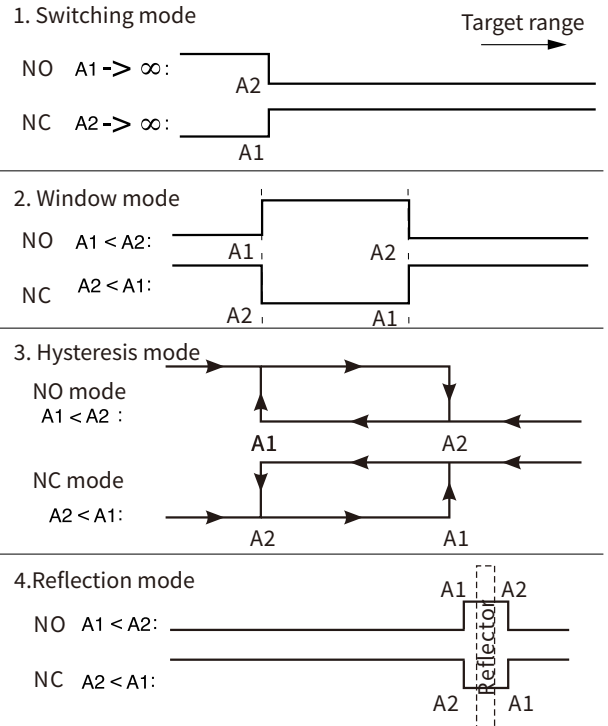 1. Switching mode
Target range
NO A1 -> ∞:
A2
NC A2 -> ∞:
A1
2. Window mode
NO A1 < A2:
A1 A2
NC A2 < A1:
A2 A1
3. Hysteresis mode
NO mode
A1 < A2 :
A1 A2
NC mode
A2 < A1:
A2 A1
4.Reflection mode
A1 A2
NO A1 < A2:
Reflector
NC A2 < A1:
A2 A1